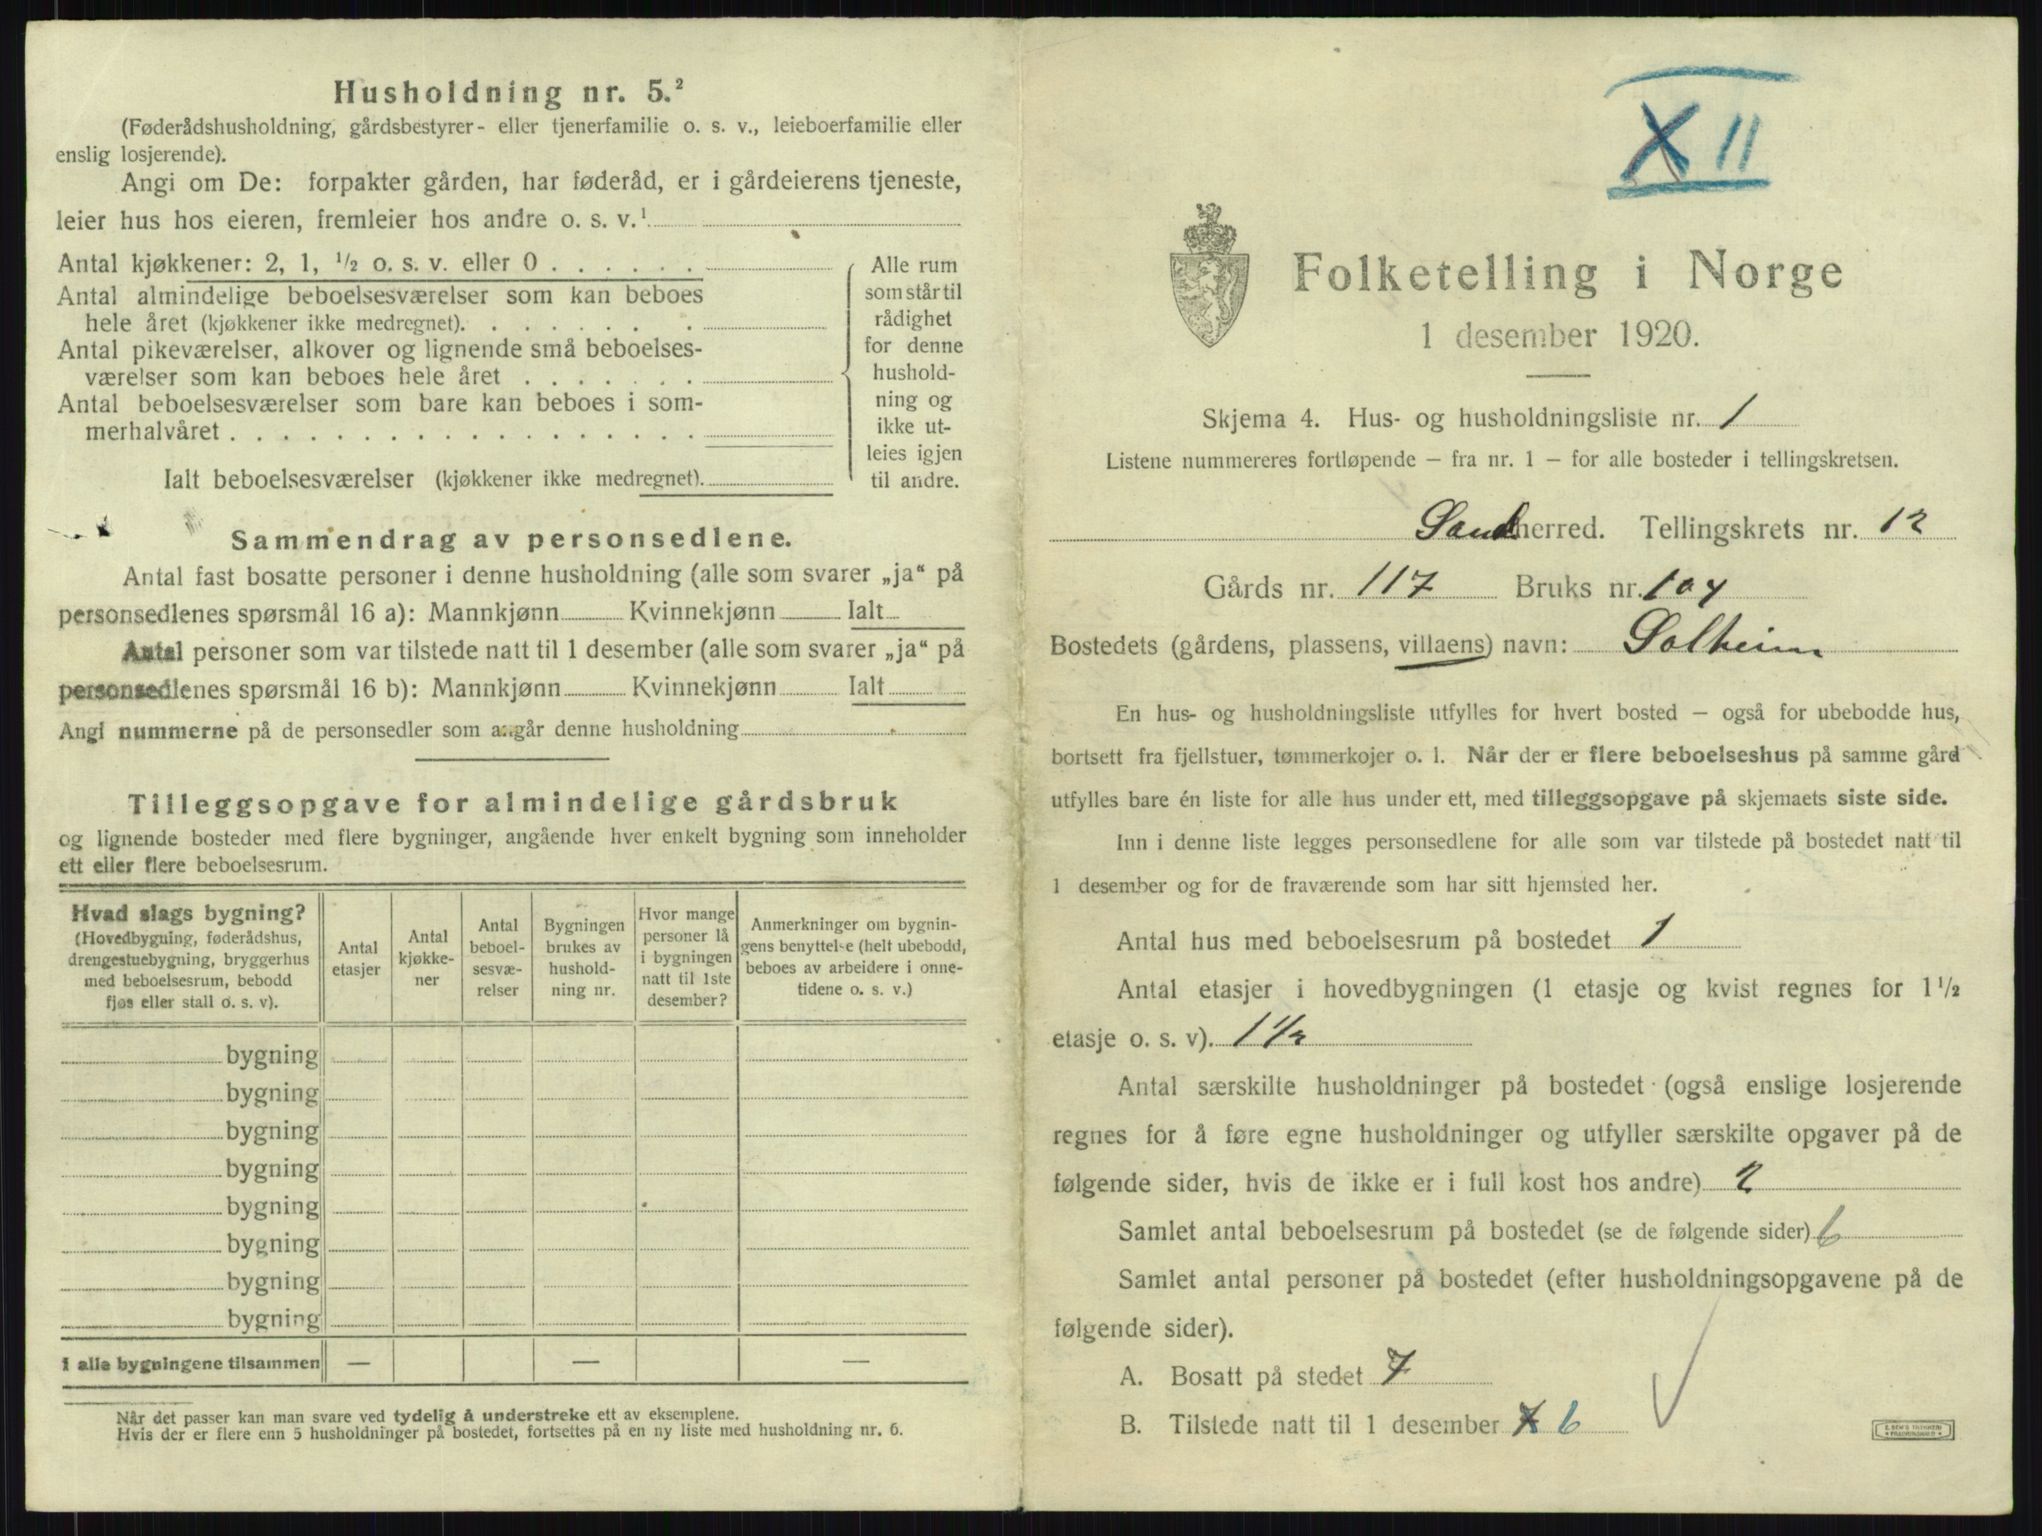 Husholdning nr. 5.²
(Føderådshusholdning, gårdsbestyrer- eller tjenerfamilie o. s. v., leieboerfamilie eller
enslig losjerende).
Angi om De: forpakter gården, har føderåd, er i gårdeierens tjeneste,
leier hus hos eieren, fremleier hos andre o. s. v.¹
Antal kjøkkener: 2, 1, ½ o. s. v. eller 0
Antal almindelige beboelsesværelser som kan beboes
hele året (kjøkkener ikke medregnet).
Antal pikeværelser, alkover og lignende små beboelses-
værelser som kan beboes hele året
Antal beboelsesværelser som bare kan beboes i som-
merhalvåret
Ialt beboelsesværelser (kjøkkener ikke medregnet).
Alle rum
som står til
rådighet
for denne
hushold-
ning og
ikke ut-
leies igjen
til andre.
Sammendrag av personsedlene.
Antal fast bosatte personer i denne husholdning (alle som svarer „ja“ på
personsedlenes spørsmål 16 a): Mannkjønn Kvinnekjønn Ialt
Antal personer som var tilstede natt til 1 desember (alle som svarer „ja“ på
personsedlenes spørsmål 16 b): Mannkjønn Kvinnekjønn Ialt
Angi nummerne på de personsedler som angår denne husholdning
Tilleggsopgave for almindelige gårdsbruk
og lignende bosteder med flere bygninger, angående hver enkelt bygning som inneholder
ett eller flere beboelsesrum.
Hvad slags bygning?
(Hovedbygning, føderådshus,
drengestuebygning, bryggerhus
med beboelsesrum, bebodd
fjøs eller stall o. s. v).
Antal
etasjer
Antal
kjøkke-
ner
Antal
beboel-
sesvæ-
relser
Bygningen
brukes av
hushold-
ning nr.
Hvor mange
personer lå
i bygningen
natt til 1ste
desember?
Anmerkninger om bygnin-
gens benyttelse (helt ubebodd,
beboes av arbeidere i onne-
tidene o. s. v.)
bygning
bygning
bygning
bygning
bygning
bygning
bygning
bygning
I alle bygningene tilsammen — — —
Når det passer kan man svare ved tydelig å understreke ett av eksemplene.
Hvis der er flere enn 5 husholdninger på bostedet, fortsettes på en ny liste med husholdning nr. 6.
XII
Folketelling i Norge
1 desember 1920.
Skjema 4. Hus- og husholdningsliste nr. 1
Listene nummereres fortløpende – fra nr. 1 – for alle bosteder i tellingskretsen.
Sand herred. Tellingskrets nr. 12
Gårds nr. 117 Bruks nr. 104
Bostedets (gårdens, plassens, villaens) navn: Solheim
En hus- og husholdningsliste utfylles for hvert bosted – også for ubebodde hus,
bortsett fra fjellstuer, tømmerkojer o. l. Når der er flere beboelseshus på samme gård
utfylles bare én liste for alle hus under ett, med tilleggsopgave på skjemaets siste side.
Inn i denne liste legges personsedlene for alle som var tilstede på bostedet natt til
1 desember og for de fraværende som har sitt hjemsted her.
Antal hus med beboelsesrum på bostedet 1
Antal etasjer i hovedbygningen (1 etasje og kvist regnes for 1½
etasje o. s. v). 1½
Antal særskilte husholdninger på bostedet (også enslige losjerende
regnes for å føre egne husholdninger og utfyller særskilte opgaver på de
følgende sider, hvis de ikke er i full kost hos andre) 2
Samlet antal beboelsesrum på bostedet (se de følgende sider) 6
Samlet antal personer på bostedet (efter husholdningsopgavene på de
følgende sider).
A. Bosatt på stedet 7
B. Tilstede natt til 1 desember 6